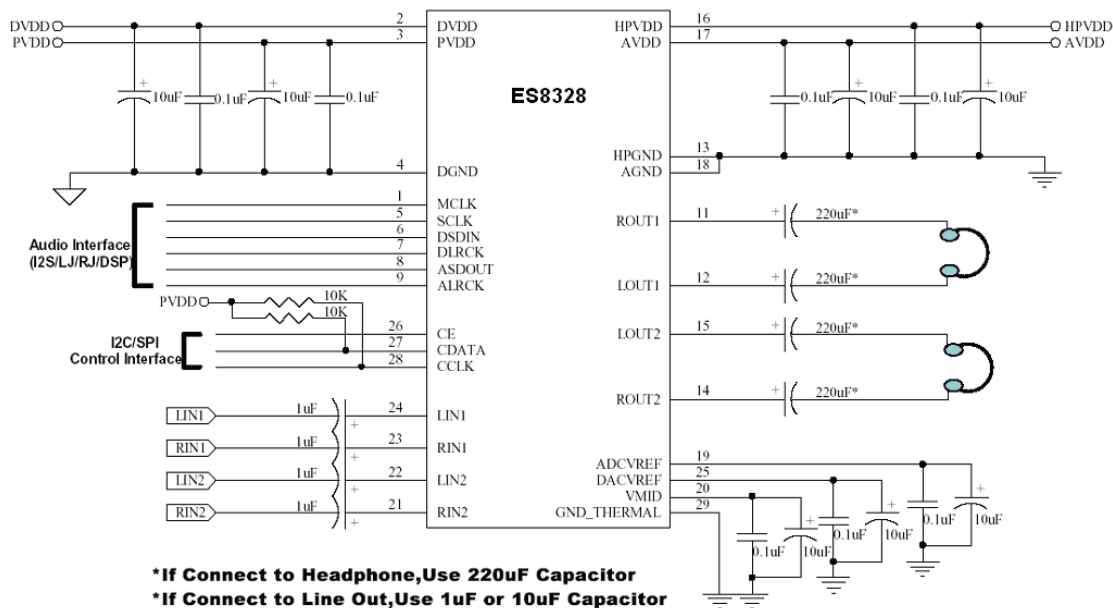 DVDD 2 DVDD HPVDD 16 HPVDD
PVDD 3 PVDD AVDD 17 AVDD
ES8328
+ 10uF 0.1uF + 10uF 0.1uF
0.1uF + 10uF 0.1uF + 10uF
HPGND 13
4 DGND AGND 18
1 MCLK
5 SCLK ROUT1 11 + 220uF*
6 DSDIN
7 DLRCK
8 ASDOUT
9 ALRCK LOUT1 12 + 220uF*
Audio Interface
(I2S/LJ/RJ/DSP)
PVDD 10K
10K
26 CE LOUT2 15 + 220uF*
27 CDATA
28 CCLK
I2C/SPI
Control Interface
ROUT2 14 + 220uF*
LIN1 1uF 24 + LIN1
RIN1 1uF 23 + RIN1
LIN2 1uF 22 + LIN2
RIN2 1uF 21 + RIN2
ADCVREF 19
DACVREF 25
VMID 20
GND_THERMAL 29
0.1uF + 10uF
0.1uF + 10uF
0.1uF + 10uF
*If Connect to Headphone,Use 220uF Capacitor
*If Connect to Line Out,Use 1uF or 10uF Capacitor